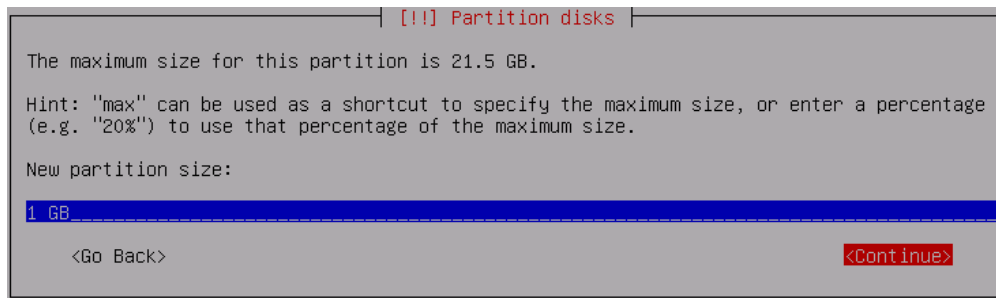 [!!] Partition disks
The maximum size for this partition is 21.5 GB.
Hint: "max" can be used as a shortcut to specify the maximum size, or enter a percentage
(e.g. "20%") to use that percentage of the maximum size.
New partition size:
1 GB
<Go Back> <Continue>